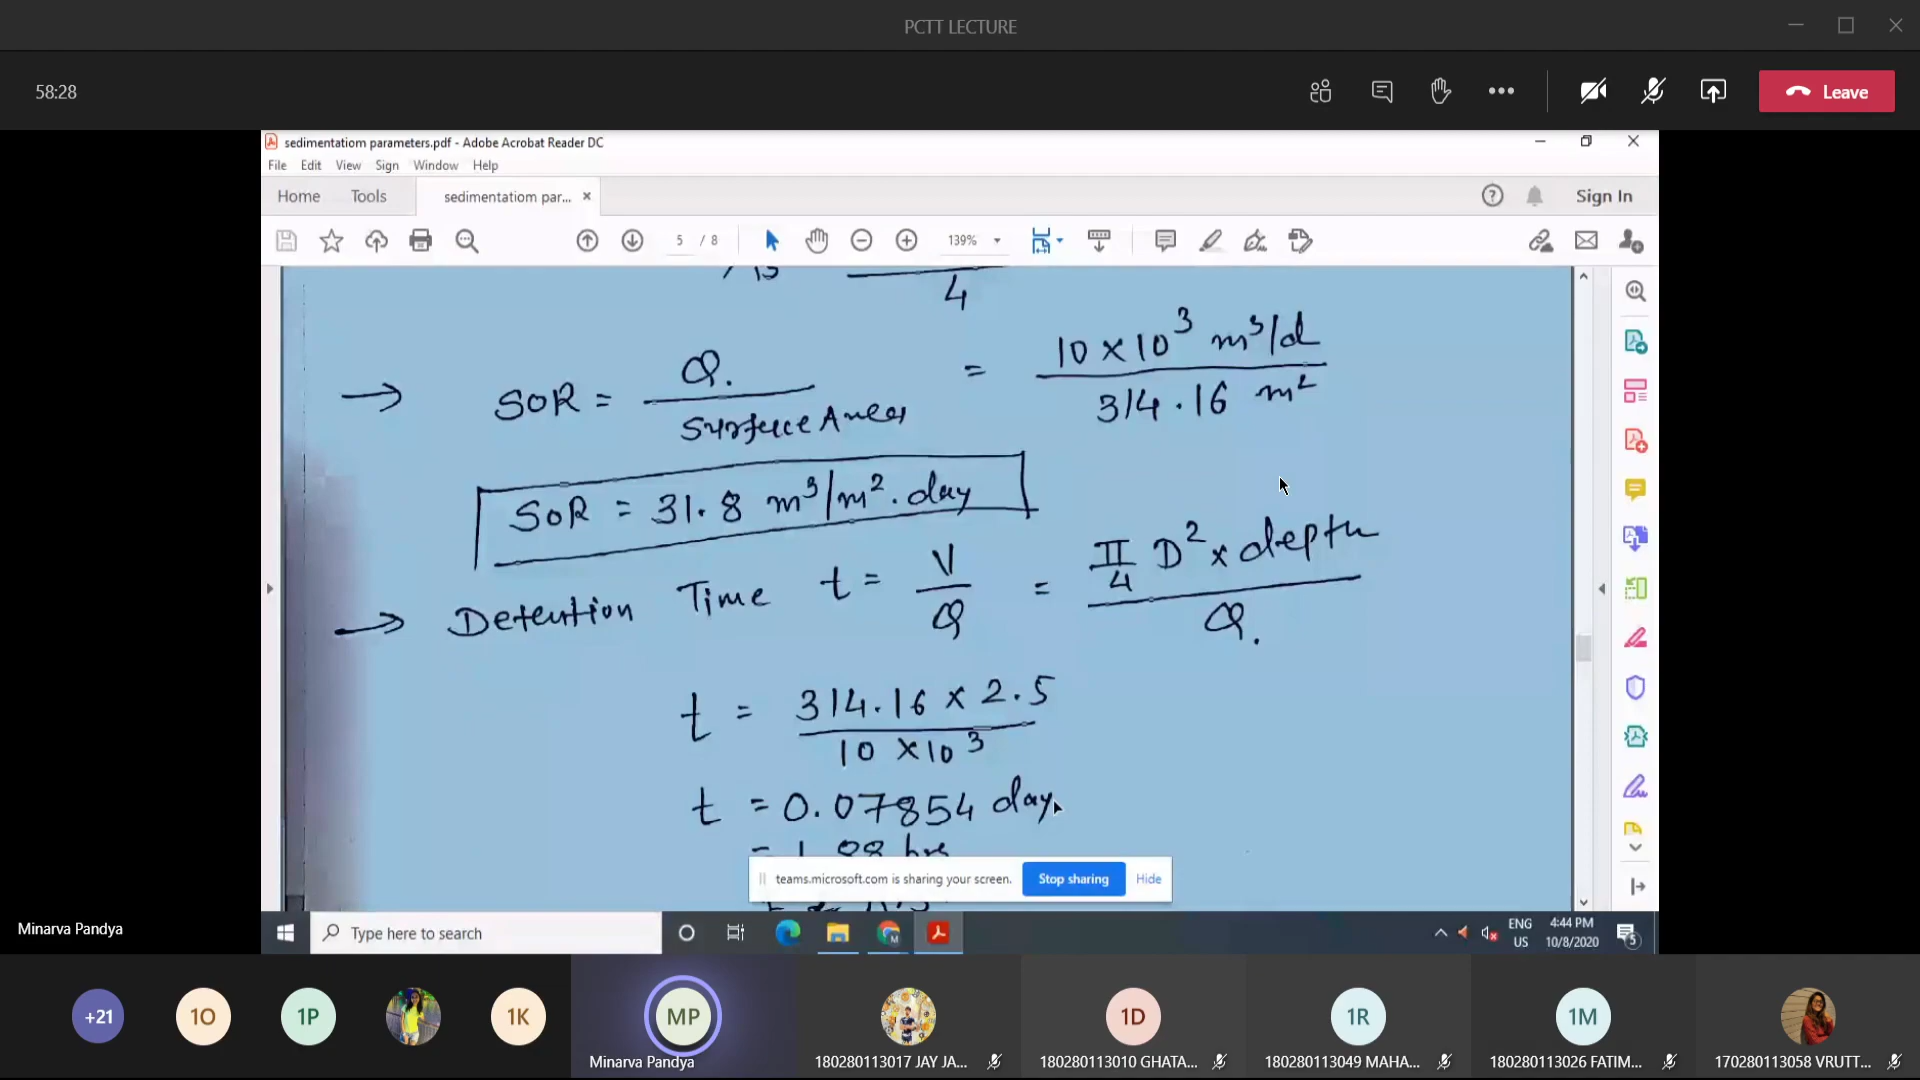 PCTT LECTURE
58:28
Leave
sedimentatiom parameters.pdf - Adobe Acrobat Reader DC
File Edit View Window Sign Help
Home Tools sedimentatiom par... × Sign In
5 / 8 139%
4
→ SOR = Q. / Surface Area = 10 × 10³ m³/d / 314.16 m²
SOR = 31.8 m³/m². day
→ Detention Time t = V / Q = π/4 D² × depth / Q.
t = 314.16 × 2.5 / 10 × 10³
t = 0.07854 day
= 1.88 hrs
teams.microsoft.com is sharing your screen. Stop sharing Hide
Minarva Pandya
Type here to search
ENG
US
4:44 PM
10/8/2020
5
+21
1O
1P
1K
MP
Minarva Pandya
180280113017 JAY JA...
1D
180280113010 GHATA...
1R
180280113049 MAHA...
1M
180280113026 FATIM...
170280113058 VRUTT...